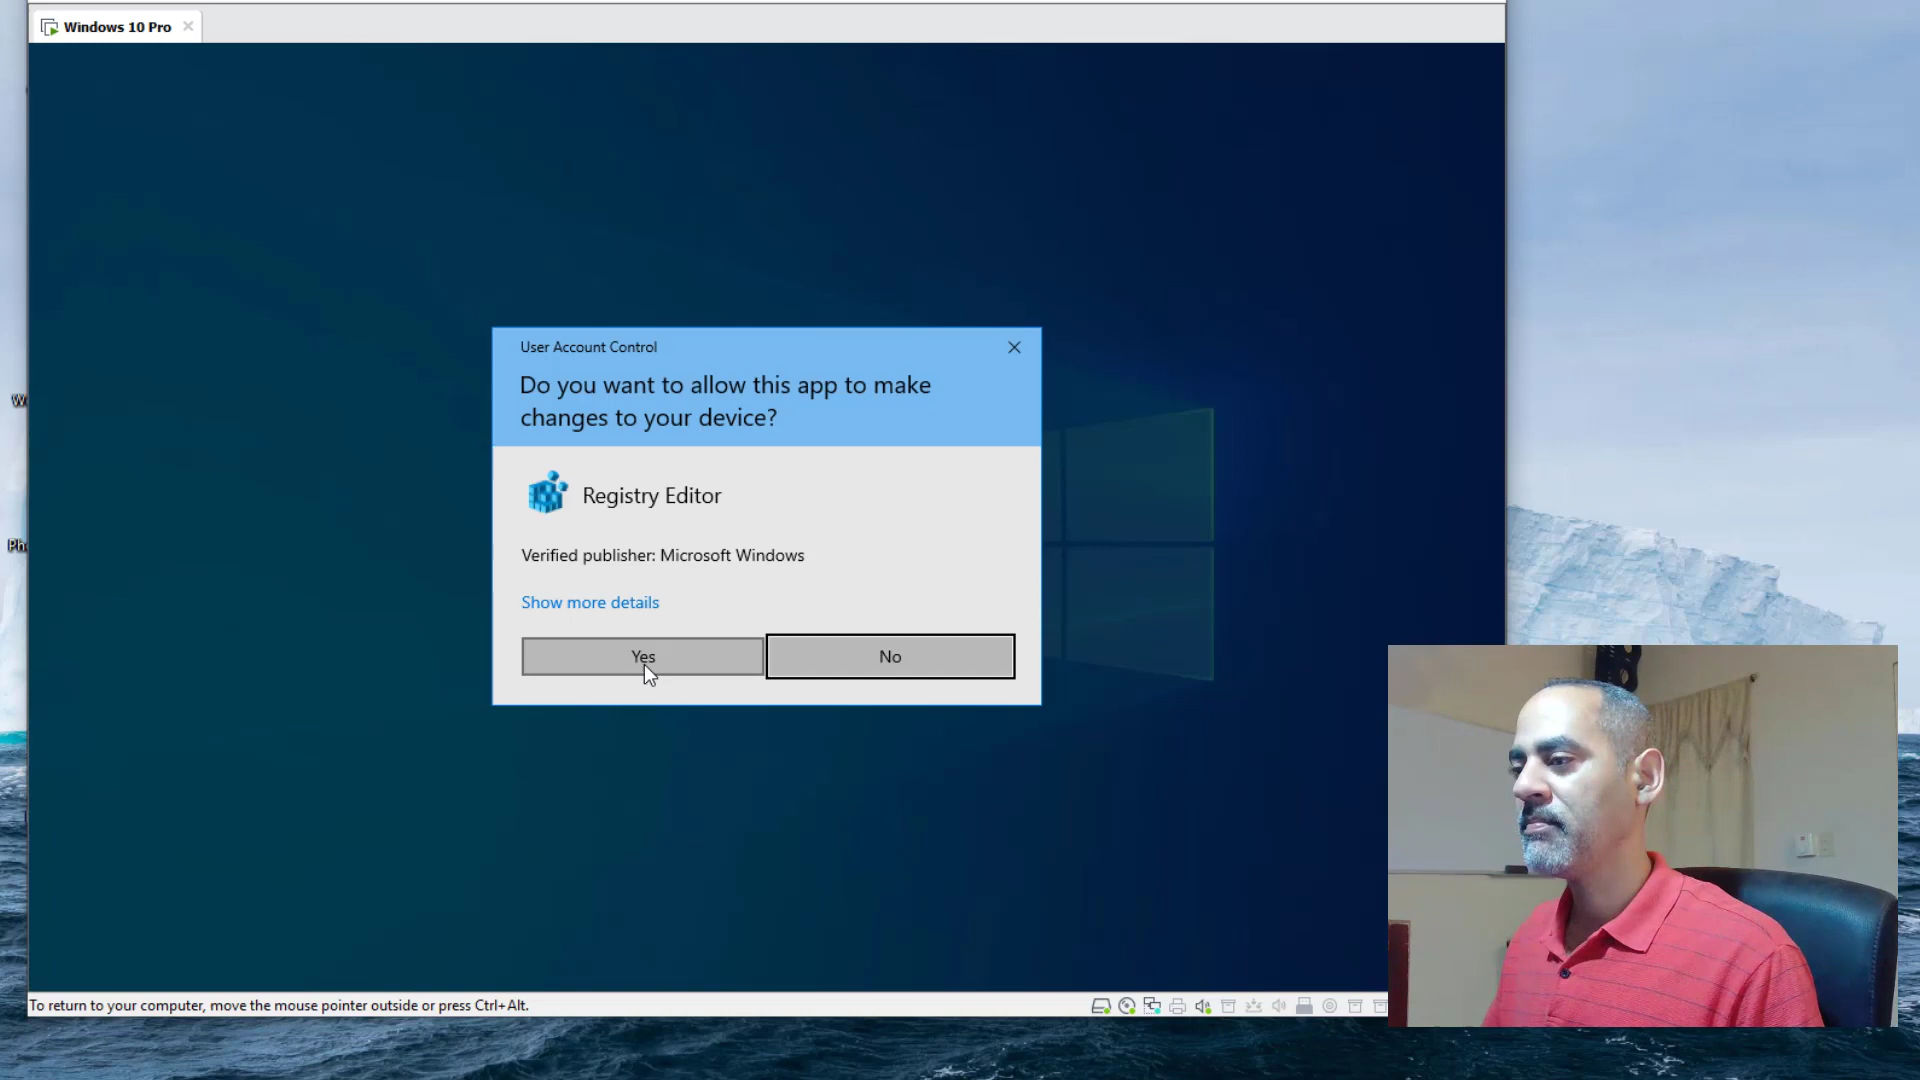 Windows 10 Pro
User Account Control
Do you want to allow this app to make
changes to your device?
W
Registry Editor
Ph
Verified publisher: Microsoft Windows
Show more details
Yes
No
To return to your computer, move the mouse pointer outside or press Ctrl+Alt.